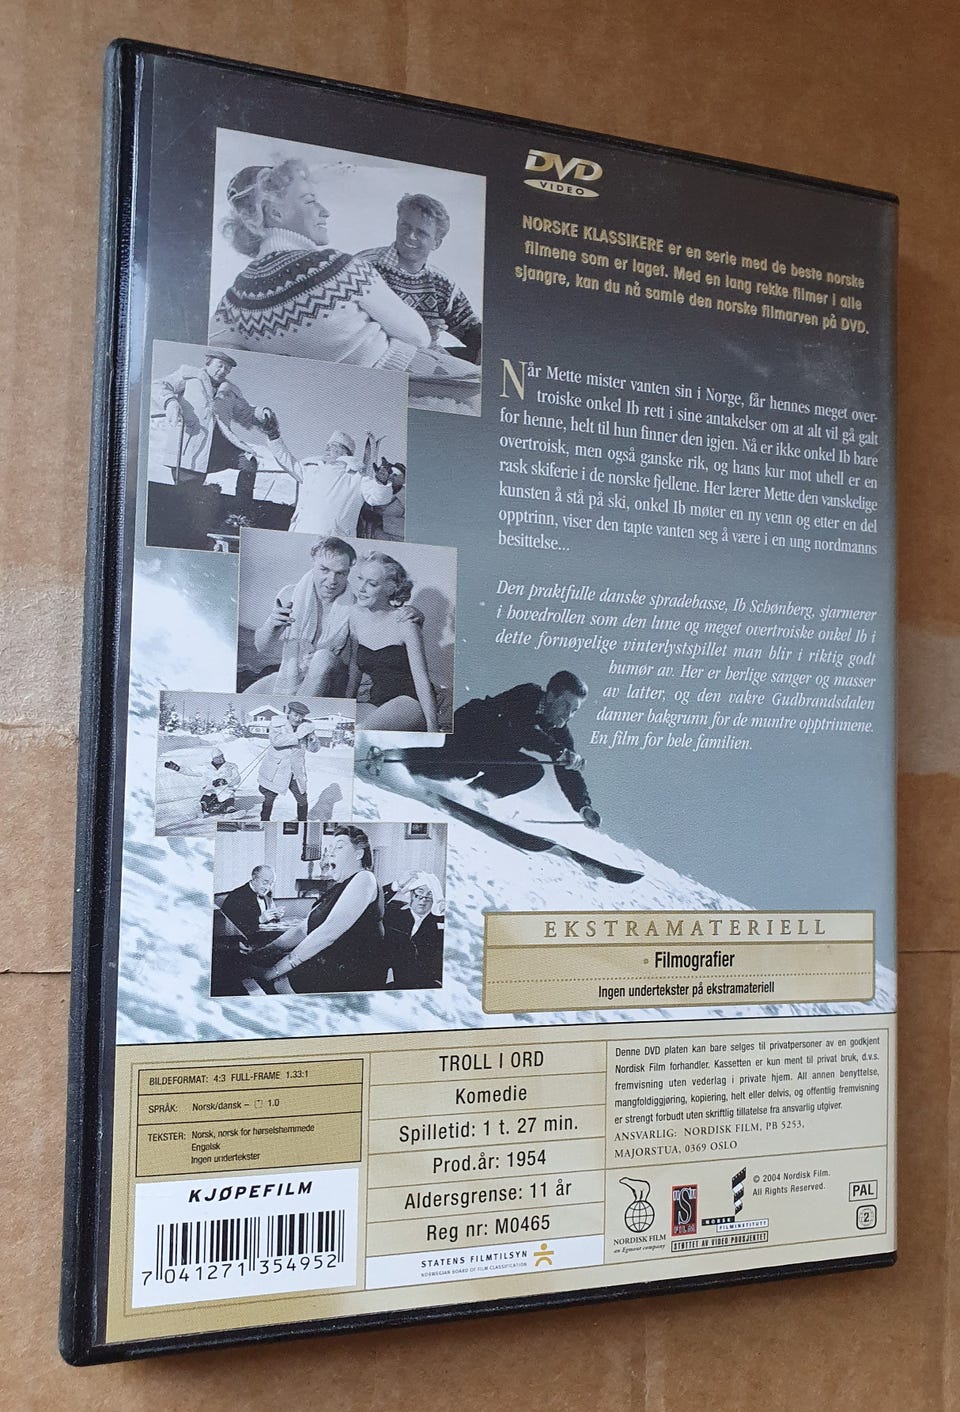 DVD
VIDEO
NORSKE KLASSIKERE er en serie med de beste norske
filmene som er laget. Med en lang rekke filmer i alle
sjangre, kan du nå samle den norske filmarven på DVD.
Når Mette mister vanten sin i Norge, får hennes meget over-
troiske onkel Ib rett i sine antakelser om at alt vil gå galt
for henne, helt til hun finner den igjen. Nå er ikke onkel Ib bare
overtroisk, men også ganske rik, og hans kur mot uhell er en
rask skiferie i de norske fjellene. Her lærer Mette den vanskelige
kunsten å stå på ski, onkel Ib møter en ny venn og etter en del
opptrinn, viser den tapte vanten seg å være i en ung nordmanns
besittelse...
Den praktfulle danske spradebasse, Ib Schønberg, sjarmerer
i hovedrollen som den lune og meget overtroiske onkel Ib i
dette fornøyelige vinterlystspillet man blir i riktig godt
humør av. Her er herlige sanger og masser
av latter, og den vakre Gudbrandsdalen
danner bakgrunn for de muntre opptrinnene.
En film for hele familien.
EKSTRAMATERIELL
Filmografier
Ingen undertekster på ekstramateriell
BILDEFORMAT: 4:3 FULL-FRAME 1.33:1
SPRÅK: Norsk/dansk – 1.0
TEKSTER: Norsk, norsk for hørselshemmede
Engelsk
Ingen undertekster
KJØPEFILM
7 041271 354952
TROLL I ORD
Komedie
Spilletid: 1 t. 27 min.
Prod.år: 1954
Aldersgrense: 11 år
Reg nr: M0465
STATENS FILMTILSYN
NORWEGIAN BOARD OF FILM CLASSIFICATION
Denne DVD platen kan bare selges til privatpersoner av en godkjent
Nordisk Film forhandler. Kassetten er kun ment til privat bruk, d.v.s.
fremvisning uten vederlag i private hjem. All annen benyttelse,
mangfoldiggjøring, kopiering, helt eller delvis, og offentlig fremvisning
er strengt forbudt uten skriftlig tillatelse fra ansvarlig utgiver.
ANSVARLIG: NORDISK FILM, PB 5253,
MAJORSTUA, 0369 OSLO
NORDISK FILM
an Egmont company
S
FILM
NORSK
FILMINSTITUTT
STØTTET AV VIDEO PROSJEKTET
© 2004 Nordisk Film.
All Rights Reserved.
PAL
2